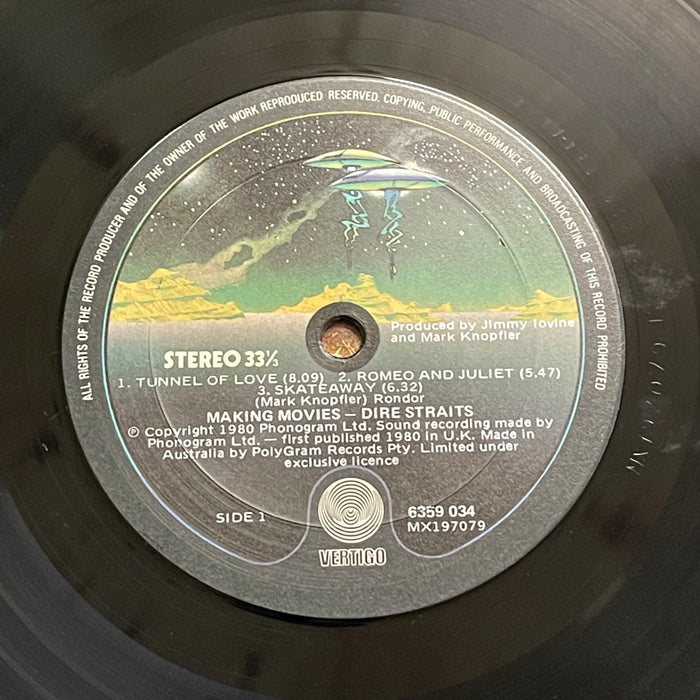 ALL RIGHTS OF THE RECORD PRODUCER AND OF THE OWNER OF THE WORK REPRODUCED RESERVED. COPYING, PUBLIC PERFORMANCE AND BROADCASTING OF THIS RECORD PROHIBITED
Produced by Jimmy Iovine
and Mark Knopfler
STEREO 33⅓
1. TUNNEL OF LOVE (8.09) 2. ROMEO AND JULIET (5.47)
3. SKATEAWAY (6.32)
(Mark Knopfler) Rondor
MAKING MOVIES – DIRE STRAITS
℗ Copyright 1980 Phonogram Ltd. Sound recording made by
Phonogram Ltd. — first published 1980 in U.K. Made in
Australia by PolyGram Records Pty. Limited under
exclusive licence
SIDE 1
6359 034
MX197079
VERTIGO